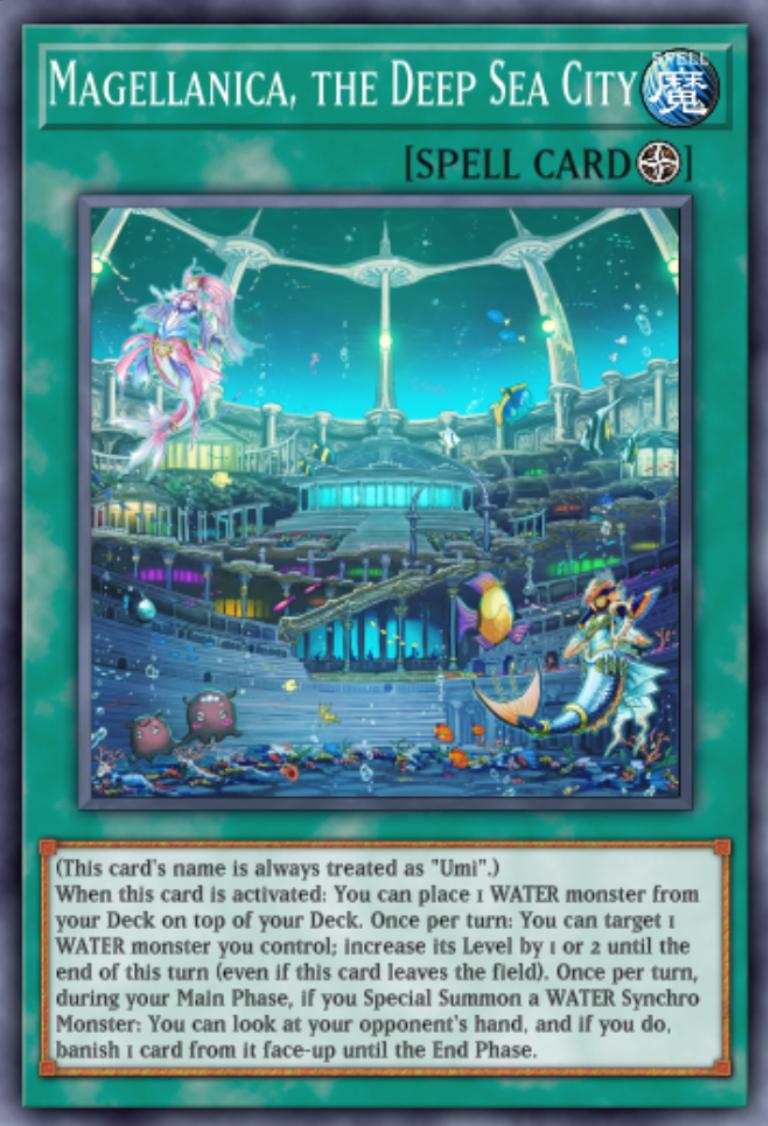 MAGELLANICA, THE DEEP SEA CITY
SPELL
魔
[SPELL CARD]
(This card's name is always treated as "Umi".)
When this card is activated: You can place 1 WATER monster from
your Deck on top of your Deck. Once per turn: You can target 1
WATER monster you control; increase its Level by 1 or 2 until the
end of this turn (even if this card leaves the field). Once per turn,
during your Main Phase, if you Special Summon a WATER Synchro
Monster: You can look at your opponent's hand, and if you do,
banish 1 card from it face-up until the End Phase.